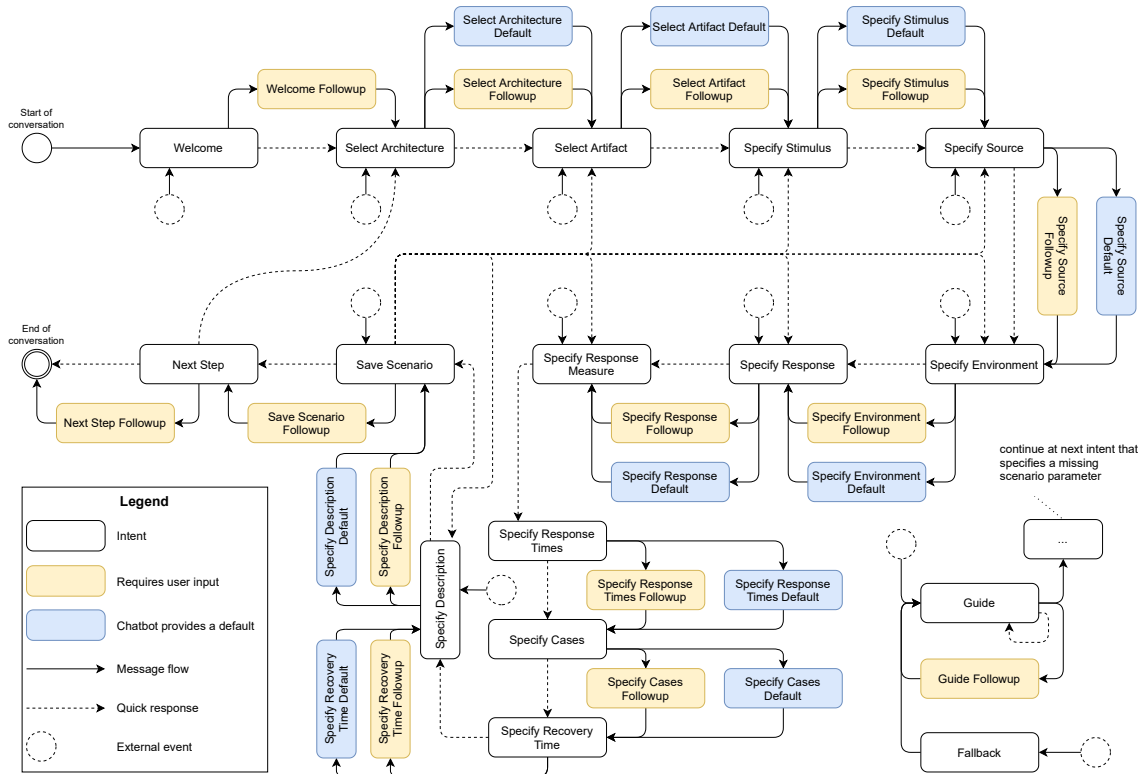 Select Architecture
Default
Select Artifact Default
Specify Stimulus
Default
Welcome Followup
Select Architecture
Followup
Select Artifact
Followup
Specify Stimulus
Followup
Start of
conversation
Welcome
Select Architecture
Select Artifact
Specify Stimulus
Specify Source
Specify Source
Followup
Specify Source
Default
End of
conversation
Next Step
Save Scenario
Specify Response
Measure
Specify Response
Specify Environment
Next Step Followup
Save Scenario
Followup
Specify Response
Followup
Specify Environment
Followup
Specify Response
Default
Specify Environment
Default
continue at next intent that
specifies a missing
scenario parameter
Legend
Intent
Requires user input
Chatbot provides a default
Message flow
Quick response
External event
Specify Description
Default
Specify Description
Followup
Specify Description
Specify Recovery
Time Default
Specify Recovery
Time Followup
Specify Response
Times
Specify Response
Times Followup
Specify Response
Times Default
Specify Cases
Specify Cases
Followup
Specify Cases
Default
Specify Recovery
Time
...
Guide
Guide Followup
Fallback